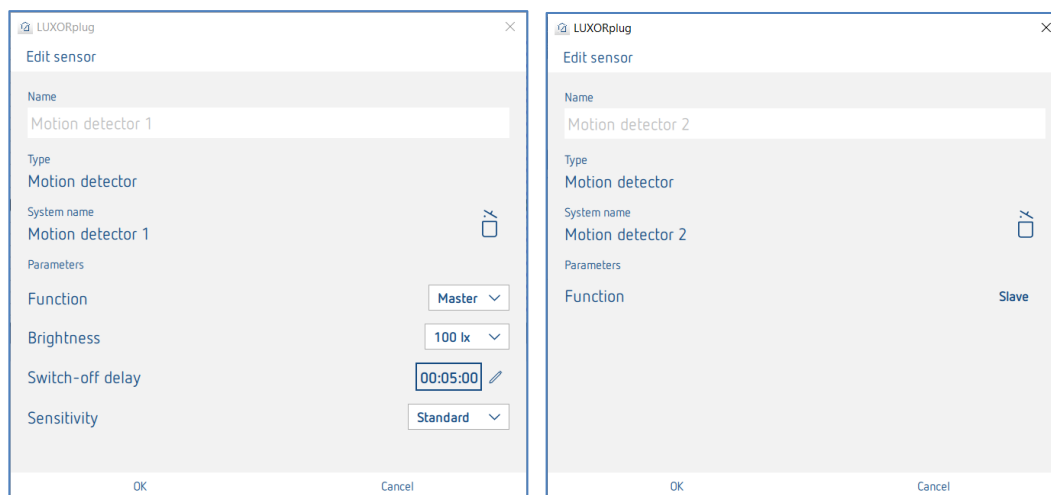 LUXORplug
Edit sensor
Name
Motion detector 1
Type
Motion detector
System name
Motion detector 1
Parameters
Function
Master
Brightness
100 lx
Switch-off delay
00:05:00
Sensitivity
Standard
OK
Cancel
LUXORplug
Edit sensor
Name
Motion detector 2
Type
Motion detector
System name
Motion detector 2
Parameters
Function
Slave
OK
Cancel